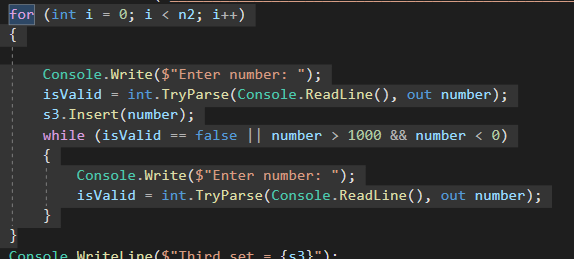 for (int i = 0; i < n2; i++)
{
Console.Write($"Enter number: ");
isValid = int.TryParse(Console.ReadLine(), out number);
s3.Insert(number);
while (isValid == false || number > 1000 && number < 0)
{
Console.Write($"Enter number: ");
isValid = int.TryParse(Console.ReadLine(), out number);
}
}
Console.WriteLine($"Third set = {s3}");